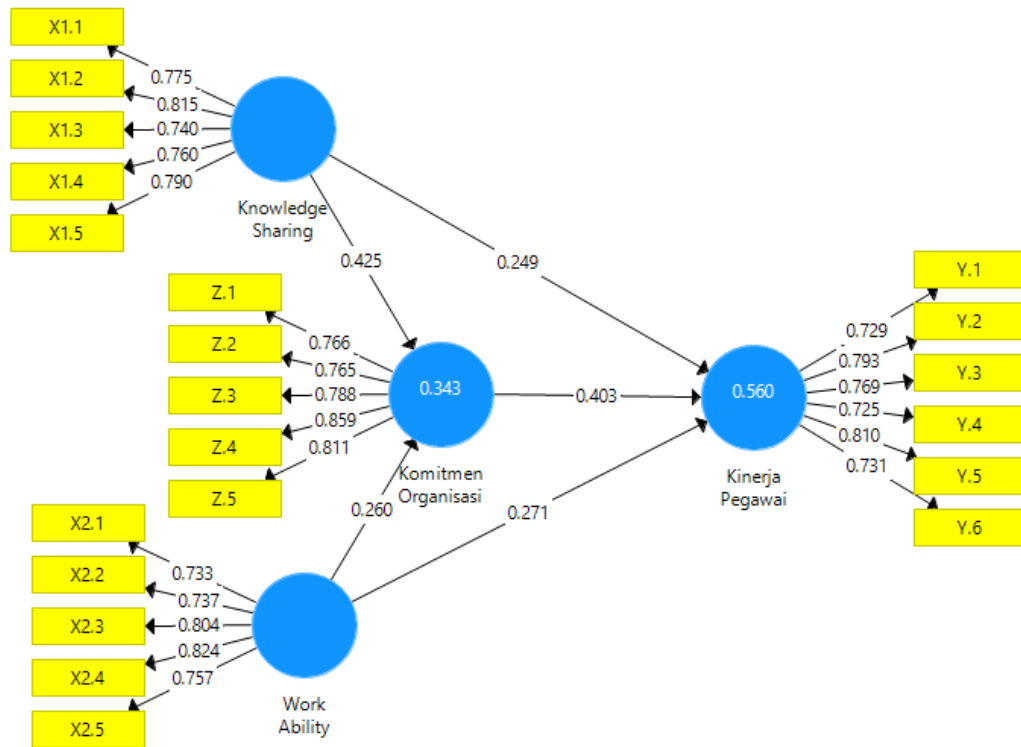 X1.1
X1.2
X1.3
X1.4
X1.5
0.775
0.815
0.740
0.760
0.790
Knowledge
Sharing
0.425
0.249
Z.1
Z.2
Z.3
Z.4
Z.5
0.766
0.765
0.788
0.859
0.811
0.343
Komitmen
Organisasi
0.403
0.260
0.271
X2.1
X2.2
X2.3
X2.4
X2.5
0.733
0.737
0.804
0.824
0.757
Work
Ability
0.560
Kinerja
Pegawai
0.729
0.793
0.769
0.725
0.810
0.731
Y.1
Y.2
Y.3
Y.4
Y.5
Y.6